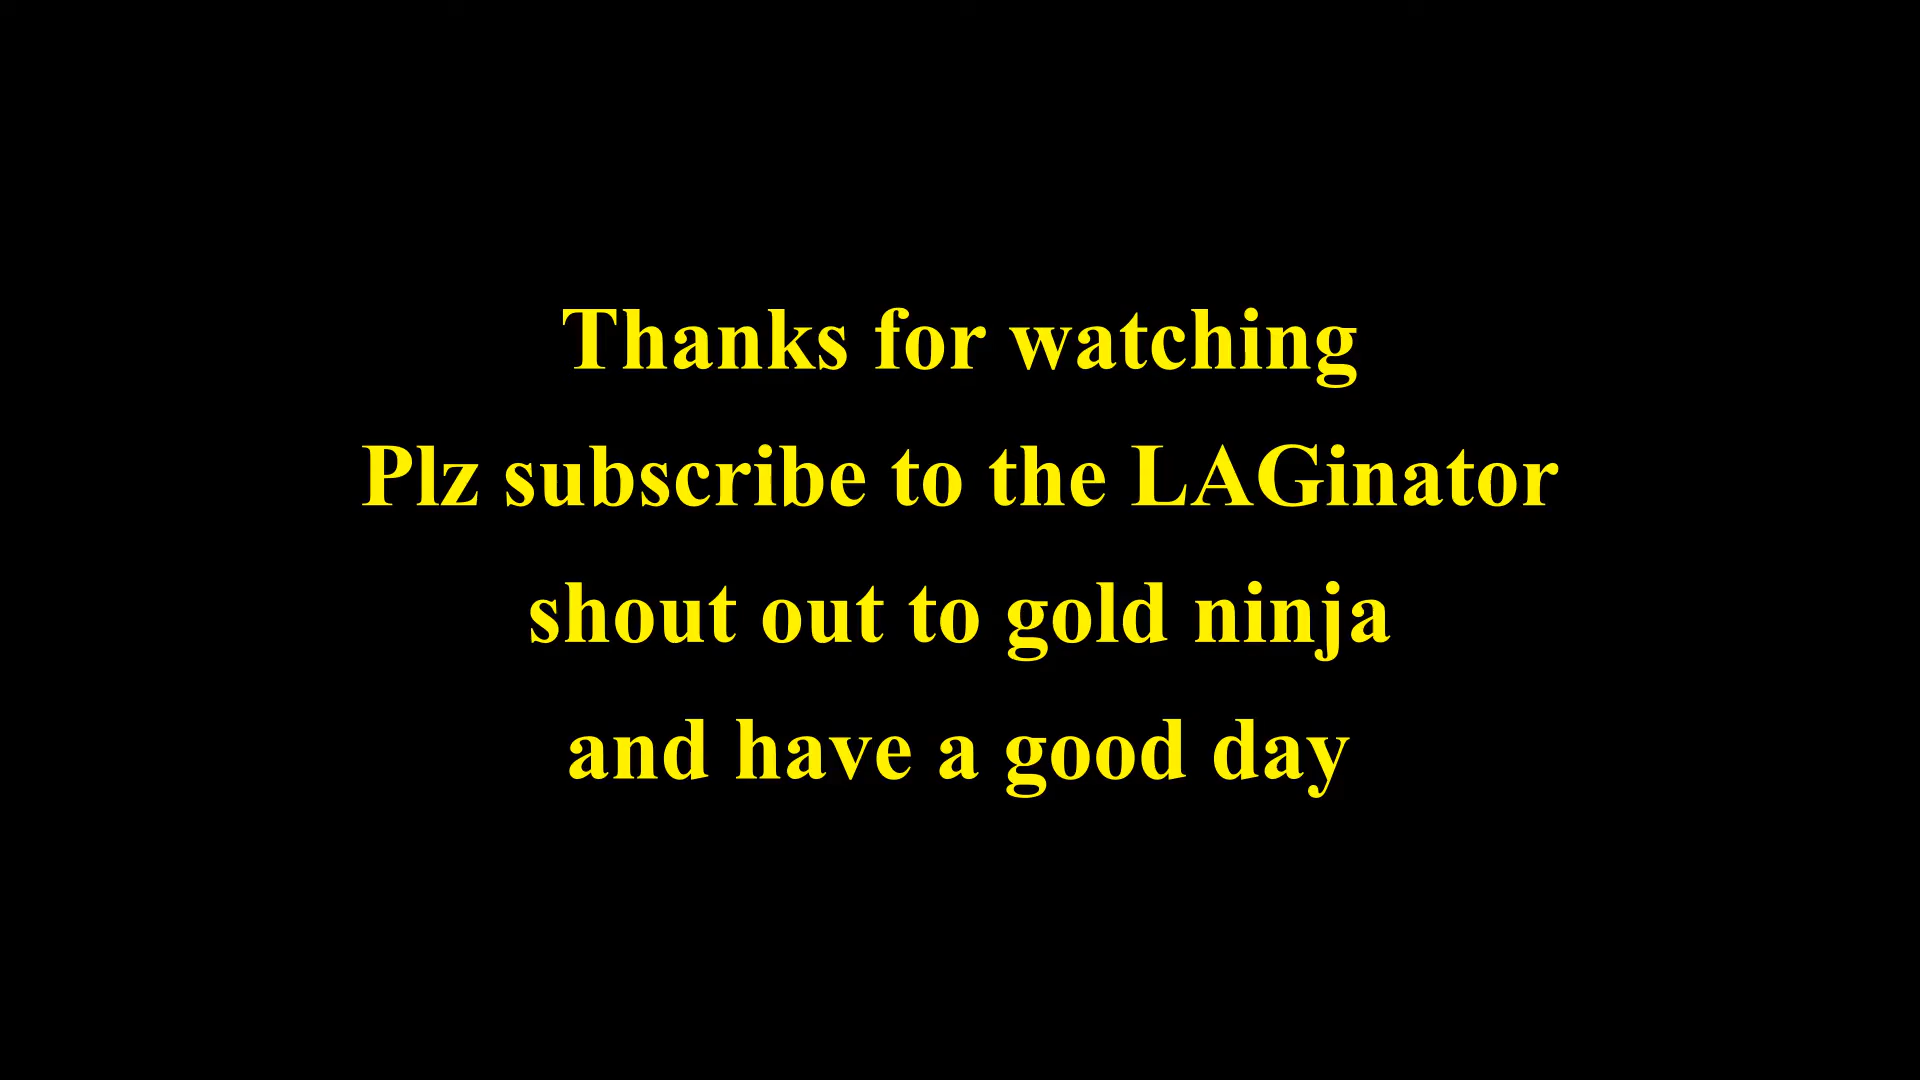 Thanks for watching
Plz subscribe to the LAGinator
shout out to gold ninja
and have a good day